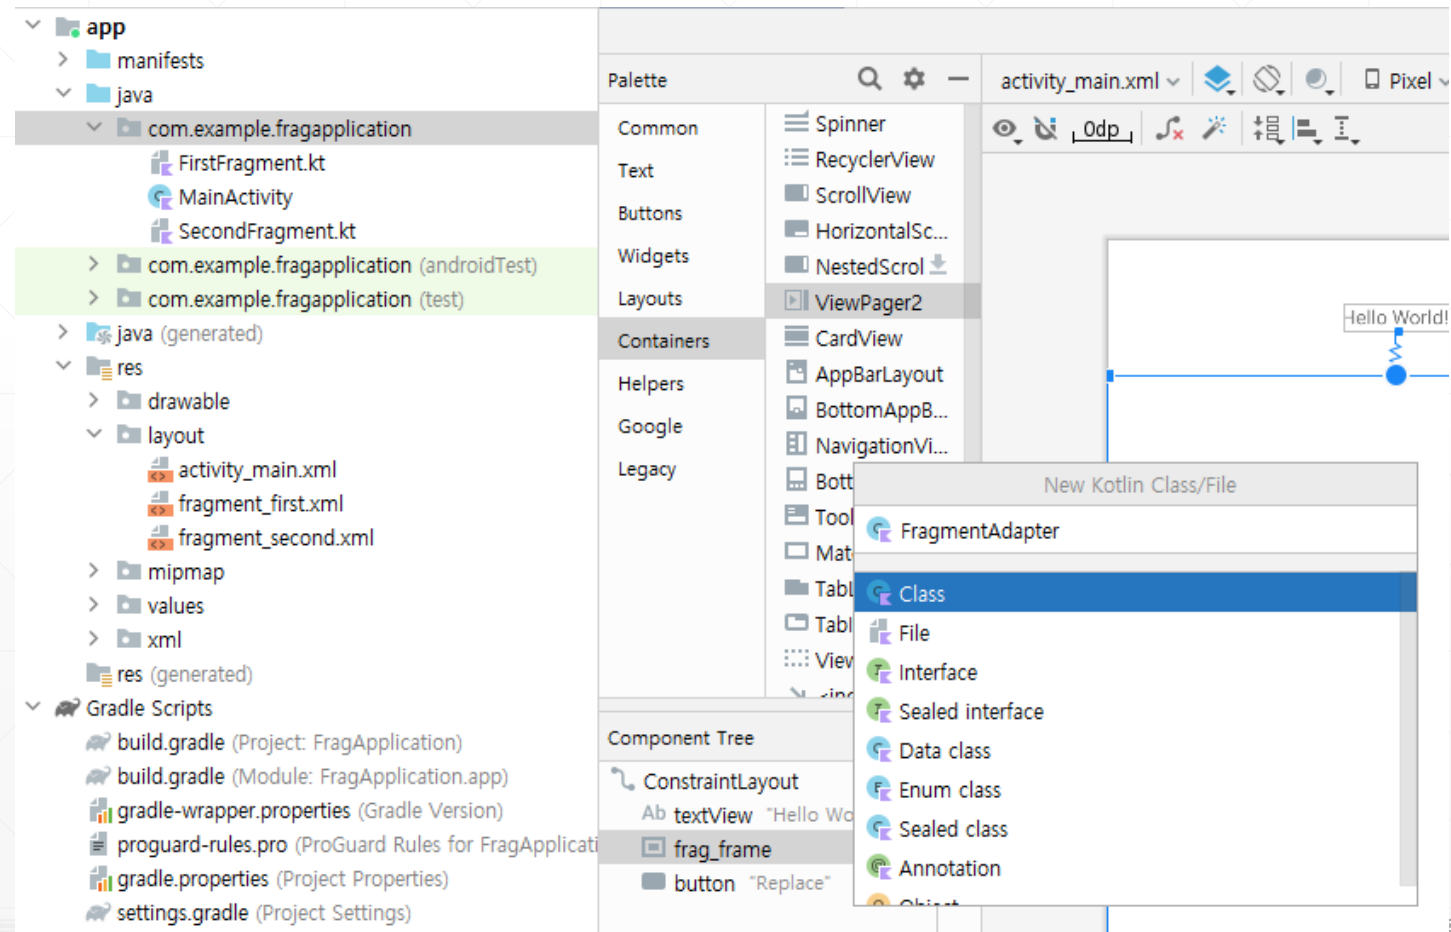 app
manifests
java
com.example.fragapplication
FirstFragment.kt
MainActivity
SecondFragment.kt
com.example.fragapplication (androidTest)
com.example.fragapplication (test)
java (generated)
res
drawable
layout
activity_main.xml
fragment_first.xml
fragment_second.xml
mipmap
values
xml
res (generated)
Gradle Scripts
build.gradle (Project: FragApplication)
build.gradle (Module: FragApplication.app)
gradle-wrapper.properties (Gradle Version)
proguard-rules.pro (ProGuard Rules for FragApplicati
gradle.properties (Project Properties)
settings.gradle (Project Settings)
Palette
Common
Text
Buttons
Widgets
Layouts
Containers
Helpers
Google
Legacy
Spinner
RecyclerView
ScrollView
HorizontalSc...
NestedScrol
ViewPager2
CardView
AppBarLayout
BottomAppB...
NavigationVi...
Bott
Tool
Mat
Tabl
Tabl
View
<inc
Component Tree
ConstraintLayout
Ab textView "Hello Wo
frag_frame
button "Replace"
activity_main.xml
Pixel
0dp
Hello World!
New Kotlin Class/File
FragmentAdapter
Class
File
Interface
Sealed interface
Data class
Enum class
Sealed class
Annotation
Object